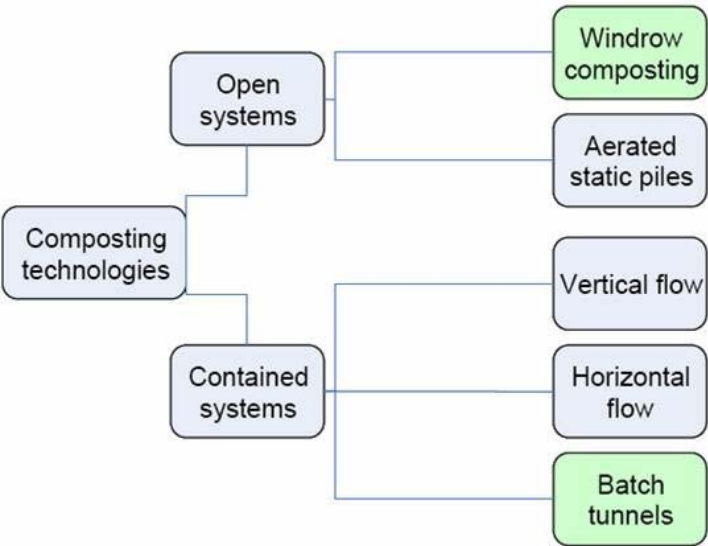 Windrow
composting
Open
systems
Aerated
static piles
Composting
technologies
Vertical flow
Contained
systems
Horizontal
flow
Batch
tunnels